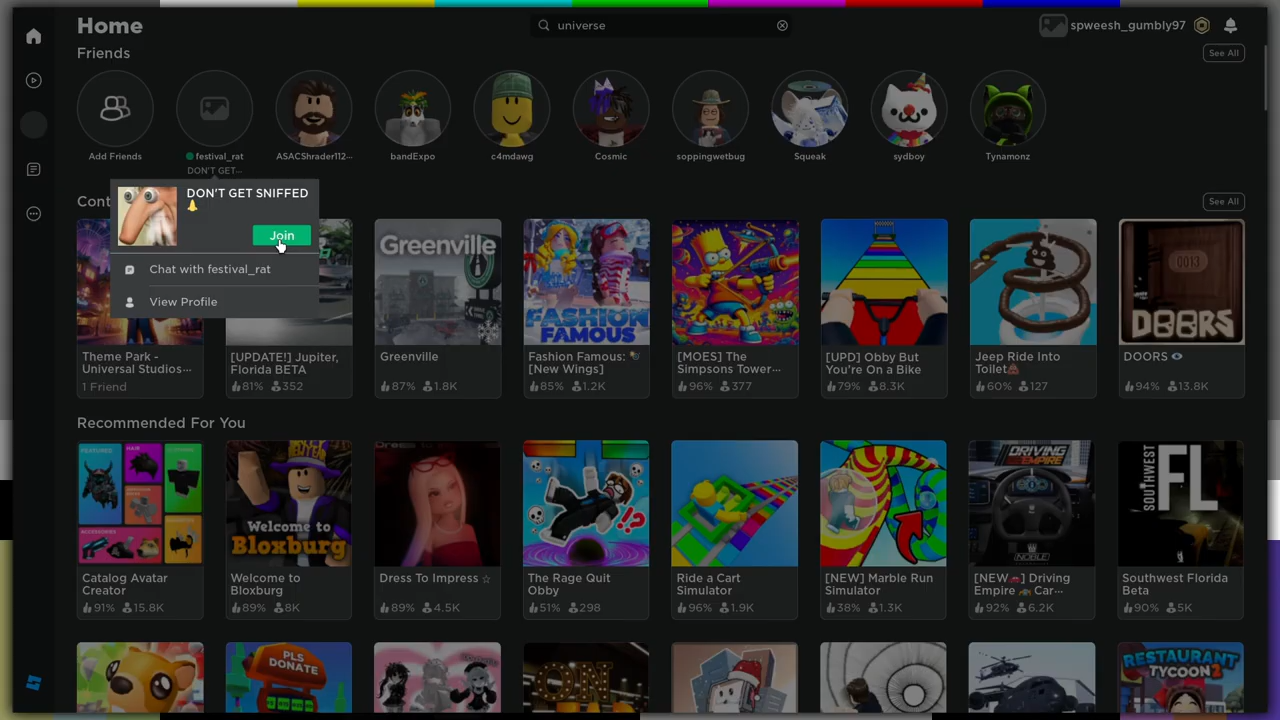 Home
universe
spweesh_gumbly97
Friends
See All
Add Friends
festival_rat
DON'T GET...
ASACShrader112...
bandExpo
c4mdawg
Cosmic
soppingwetbug
Squeak
sydboy
Tynamonz
DON'T GET SNIFFED
Join
Chat with festival_rat
View Profile
Cont
See All
Greenville
FASHION
FAMOUS
0013
DOORS
Theme Park -
Universal Studios...
1 Friend
[UPDATE!] Jupiter,
Florida BETA
81% 352
Greenville
87% 1.8K
Fashion Famous:
[New Wings]
85% 1.2K
[MOES] The
Simpsons Tower...
96% 377
[UPD] Obby But
You're On a Bike
79% 8.3K
Jeep Ride Into
Toilet
60% 127
DOORS
94% 13.8K
Recommended For You
FEATURED
HAIR
ACCESSORIES
Welcome to
Bloxburg
!?
DRIVING
EMPIRE
NOBLE
SOUTHWEST
FL
Catalog Avatar
Creator
91% 15.8K
Welcome to
Bloxburg
89% 8K
Dress To Impress
89% 4.5K
The Rage Quit
Obby
51% 298
Ride a Cart
Simulator
96% 1.9K
[NEW] Marble Run
Simulator
38% 1.3K
[NEW] Driving
Empire Car...
92% 6.2K
Southwest Florida
Beta
90% 5K
PLS
DONATE
RESTAURANT
TYCOON 2